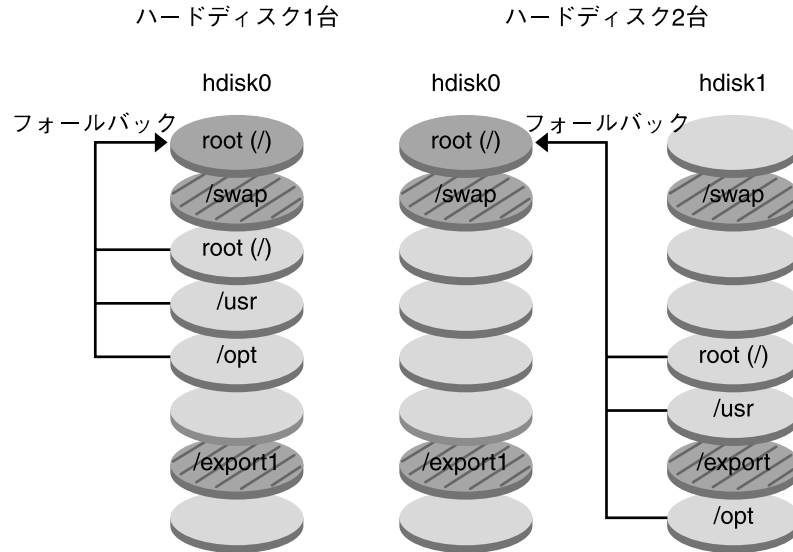 ハードディスク1台
hdisk0
フォールバック
root (/)
/swap
root (/)
/usr
/opt
/export1
ハードディスク2台
hdisk0
hdisk1
フォールバック
root (/)
/swap
/export1
/swap
root (/)
/usr
/export
/opt